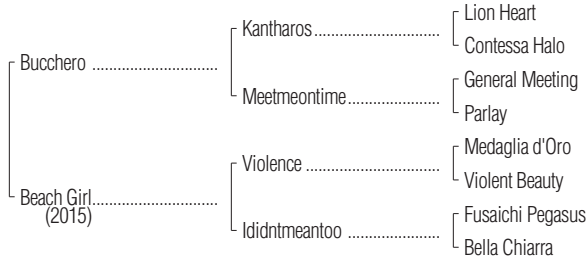 Lion Heart
Kantharos
Contessa Halo
Bucchero
General Meeting
Meetmeontime
Parlay
Medaglia d'Oro
Violence
Violent Beauty
Beach Girl
(2015)
Fusaichi Pegasus
Ididntmeantoo
Bella Chiarra